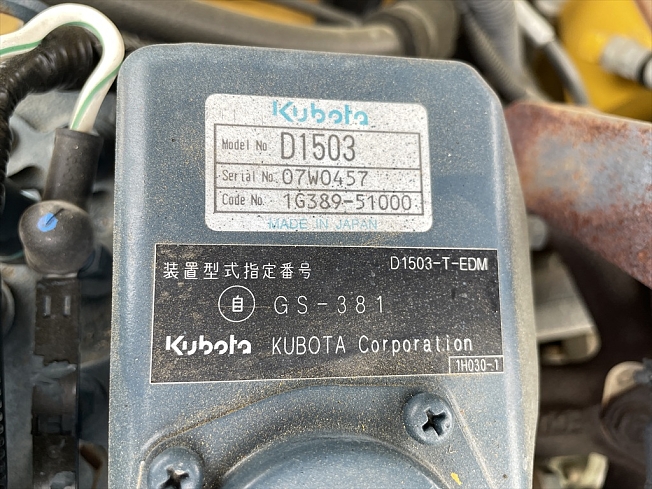 Kubota
Model No. D1503
Serial No. 07W0457
Code No. 1G389-51000
MADE IN JAPAN
装置型式指定番号 D1503-T-EDM
自 GS-381
Kubota KUBOTA Corporation
1H030-1